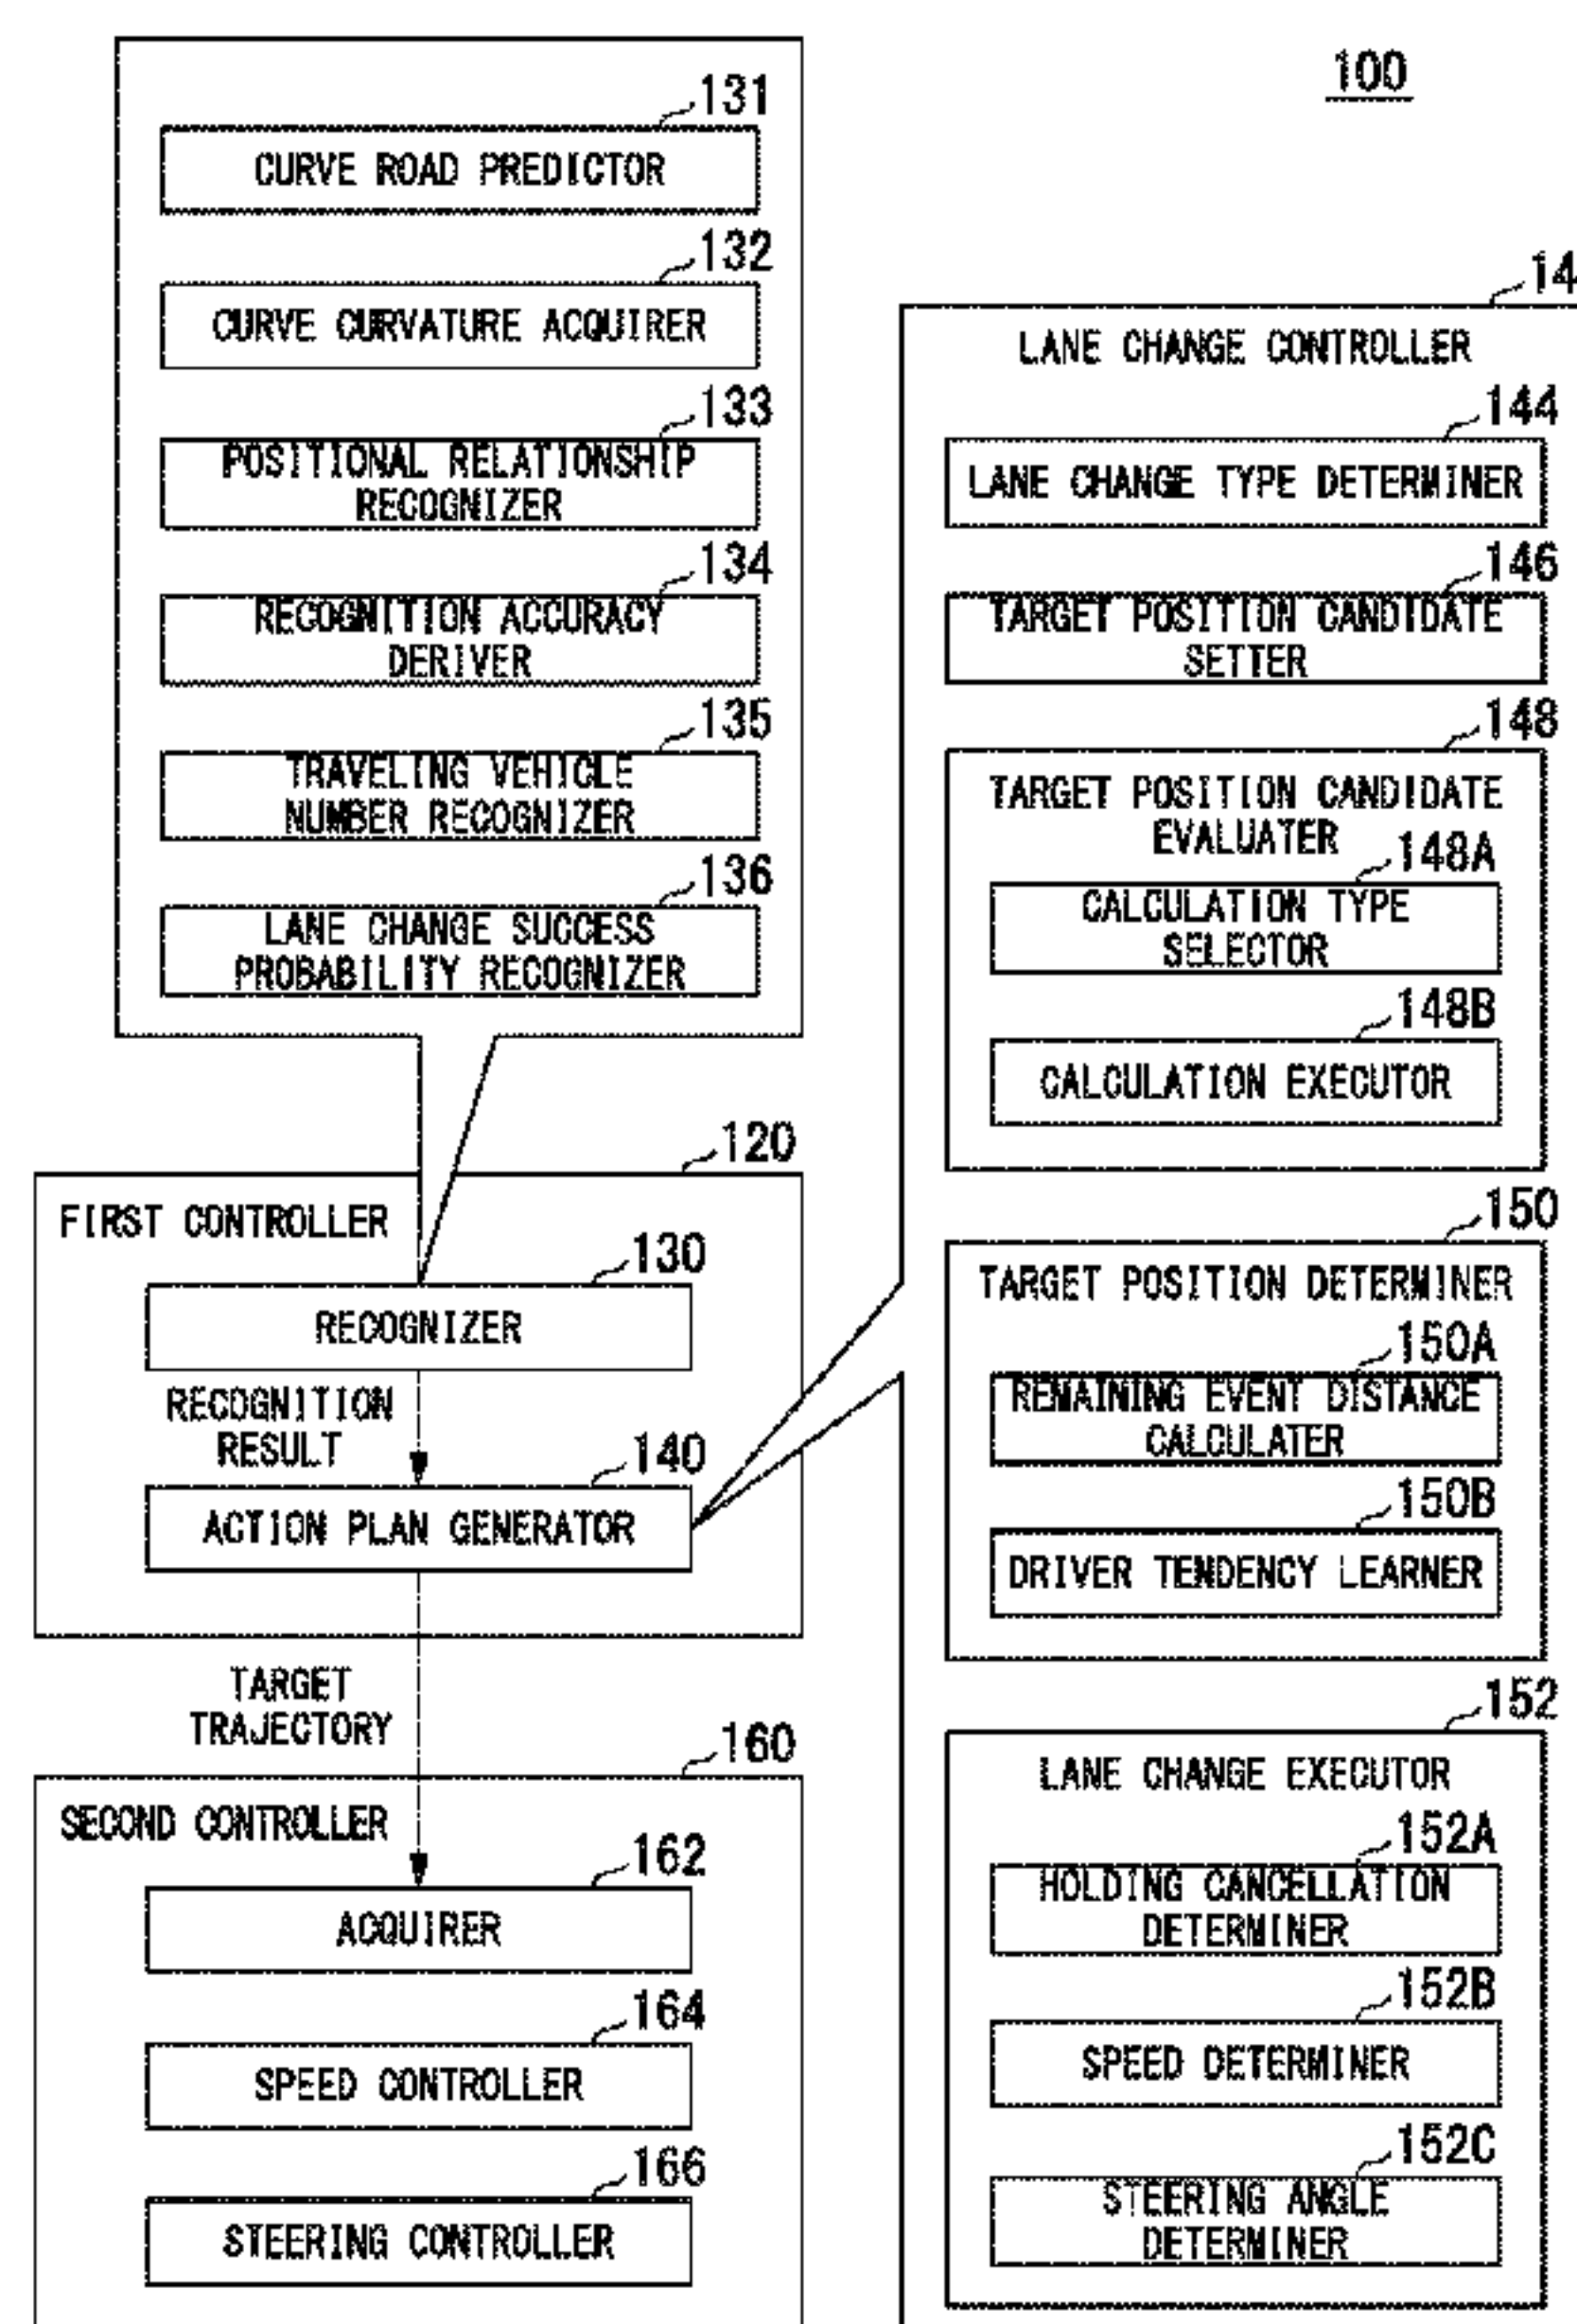 100
131
CURVE ROAD PREDICTOR
132
CURVE CURVATURE ACQUIRER
133
POSITIONAL RELATIONSHIP
RECOGNIZER
134
RECOGNITION ACCURACY
DERIVER
135
TRAVELING VEHICLE
NUMBER RECOGNIZER
136
LANE CHANGE SUCCESS
PROBABILITY RECOGNIZER
120
FIRST CONTROLLER
130
RECOGNIZER
RECOGNITION
RESULT
140
ACTION PLAN GENERATOR
TARGET
TRAJECTORY
160
SECOND CONTROLLER
162
ACQUIRER
164
SPEED CONTROLLER
166
STEERING CONTROLLER
LANE CHANGE CONTROLLER
144
LANE CHANGE TYPE DETERMINER
146
TARGET POSITION CANDIDATE
SETTER
148
TARGET POSITION CANDIDATE
EVALUATER
148A
CALCULATION TYPE
SELECTOR
148B
CALCULATION EXECUTOR
150
TARGET POSITION DETERMINER
150A
REMAINING EVENT DISTANCE
CALCULATER
150B
DRIVER TENDENCY LEARNER
152
LANE CHANGE EXECUTOR
152A
HOLDING CANCELLATION
DETERMINER
152B
SPEED DETERMINER
152C
STEERING ANGLE
DETERMINER